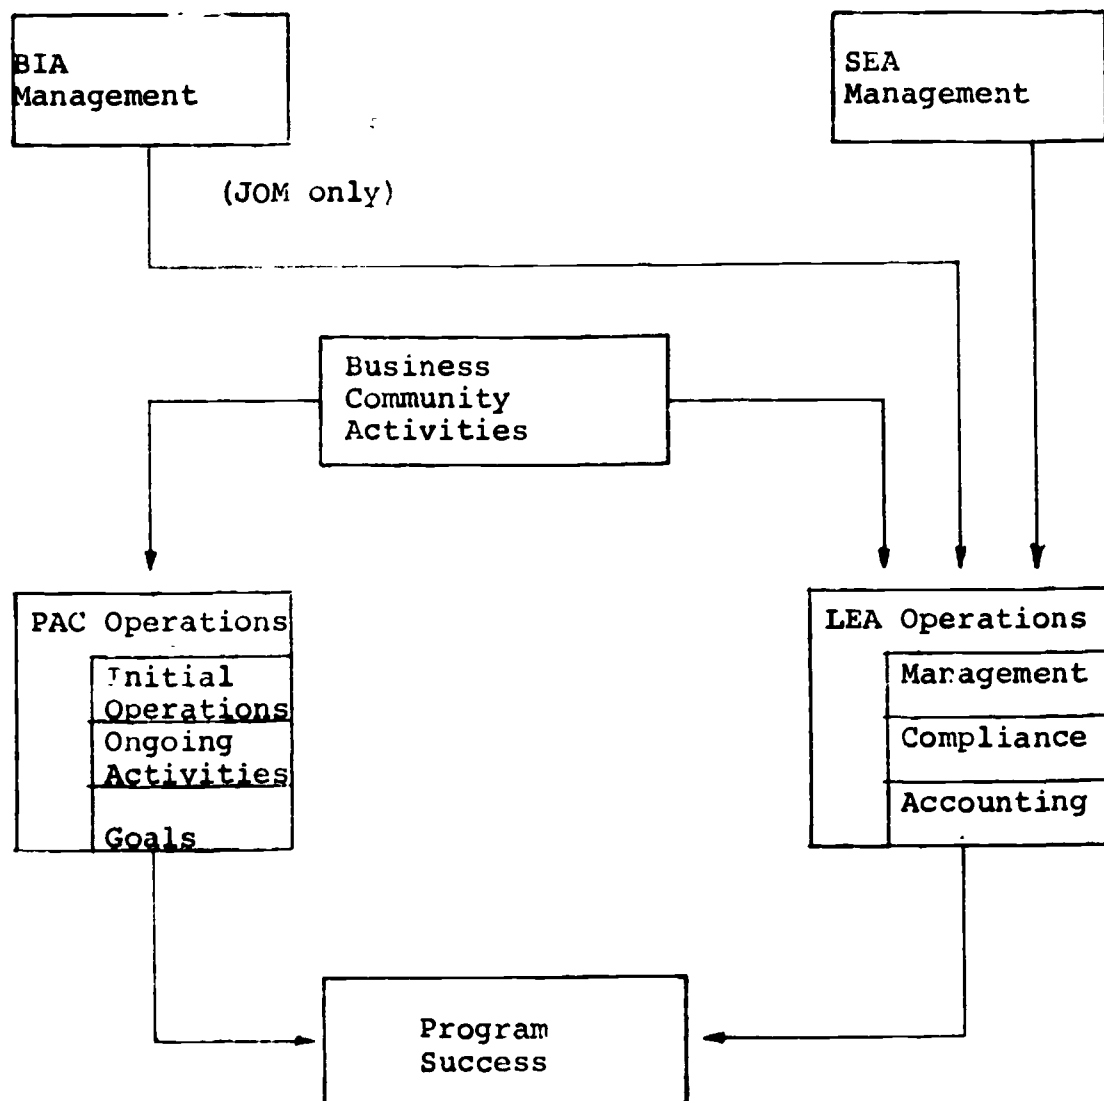 BIA
Management
SEA
Management
(JOM only)
Business
Community
Activities
PAC Operations
Initial
Operations
Ongoing
Activities
Goals
LEA Operations
Management
Compliance
Accounting
Program
Success